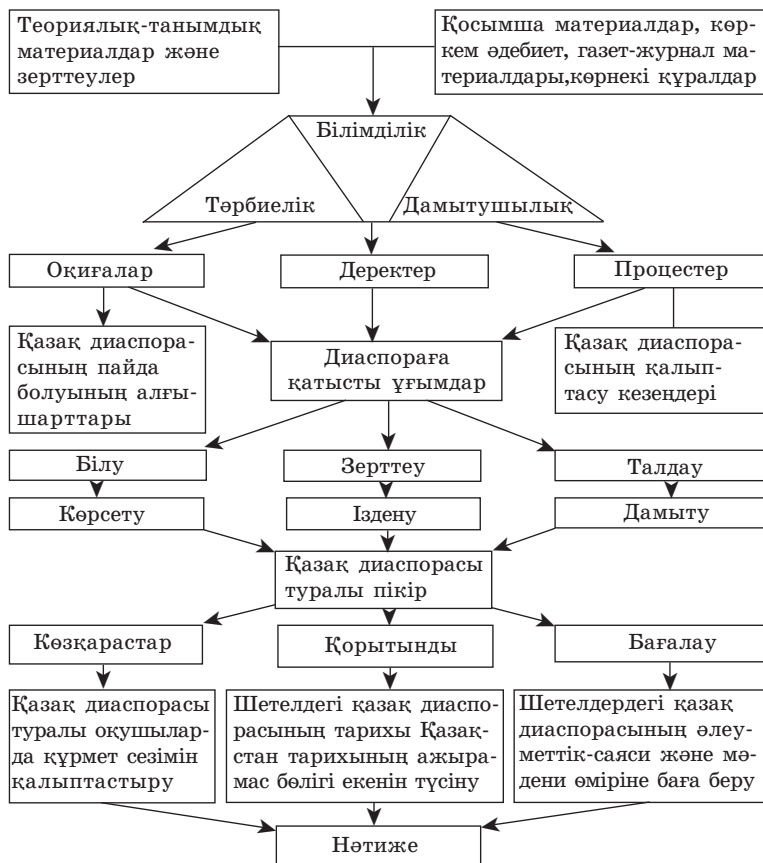 Теориялық-танымдық
материалдар және
зерттеулер
Қосымша материалдар, көр-
кем әдебиет, газет-журнал ма-
териалдары,көрнекі құралдар
Білімділік
Тәрбиелік
Дамытушылық
Оқиғалар
Деректер
Процестер
Қазақ диаспора-
сының пайда
болуының алғы-
шарттары
Диаспораға
қатысты ұғымдар
Қазақ диаспора-
сының қалып-
тасу кезеңдері
Білу
Зерттеу
Талдау
Көрсету
Іздену
Дамыту
Қазақ диаспорасы
туралы пікір
Көзқарастар
Қорытынды
Бағалау
Қазақ диаспорасы
туралы оқушылар-
да құрмет сезімін
қалыптастыру
Шетелдегі қазақ диаспо-
расының тарихы Қазақ-
стан тарихының ажыра-
мас бөлігі екенін түсіну
Шетелдердегі қазақ
диаспорасының әлеу-
меттік-саяси және мә-
дени өміріне баға беру
Нәтиже